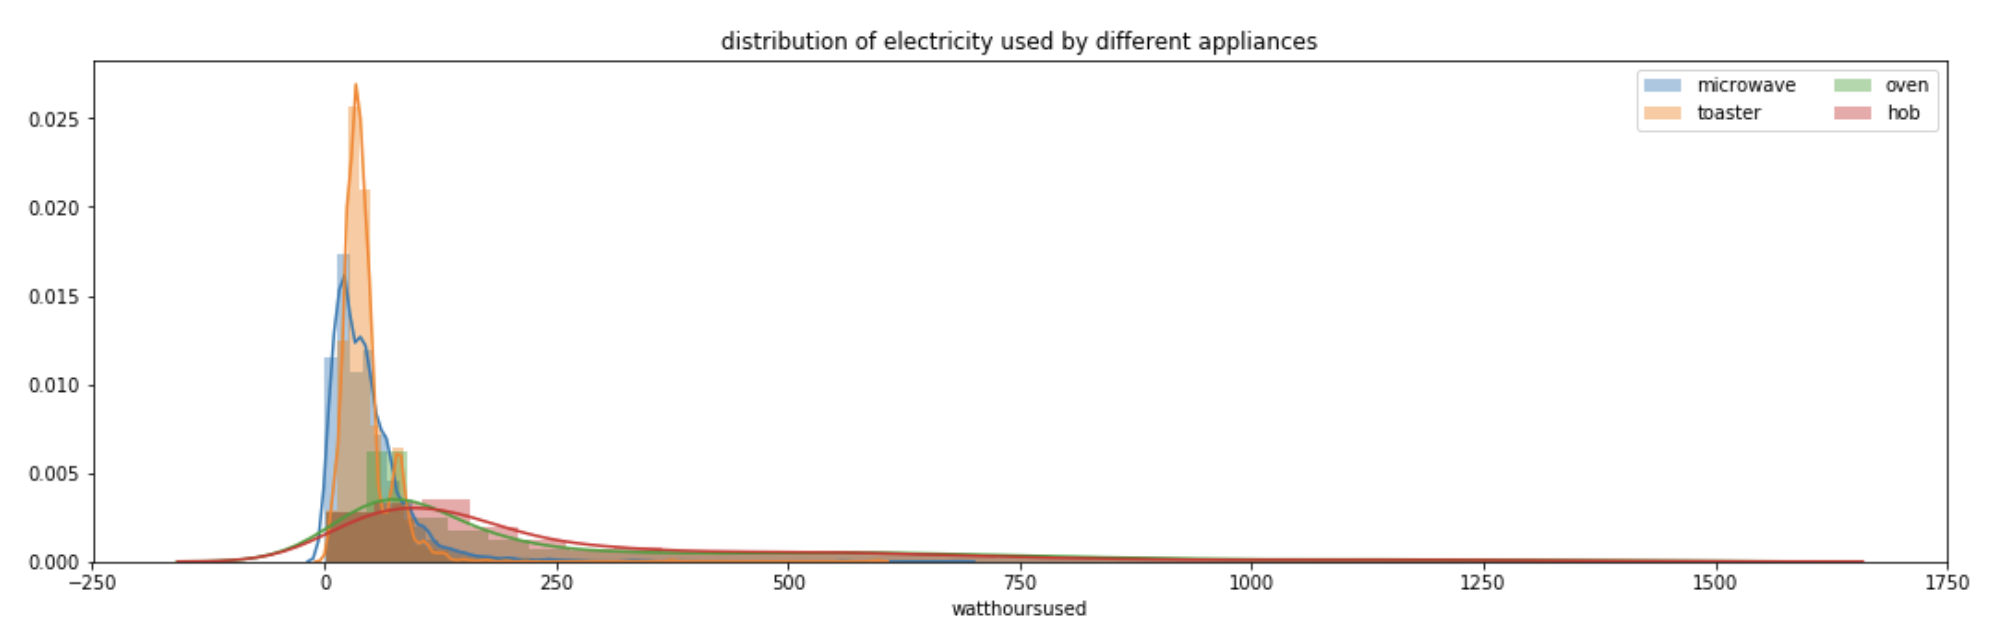 distribution of electricity used by different appliances
microwave oven
toaster hob
0.025
0.020
0.015
0.010
0.005
0.000
−250 0 250 500 750 1000 1250 1500 1750
watthoursused